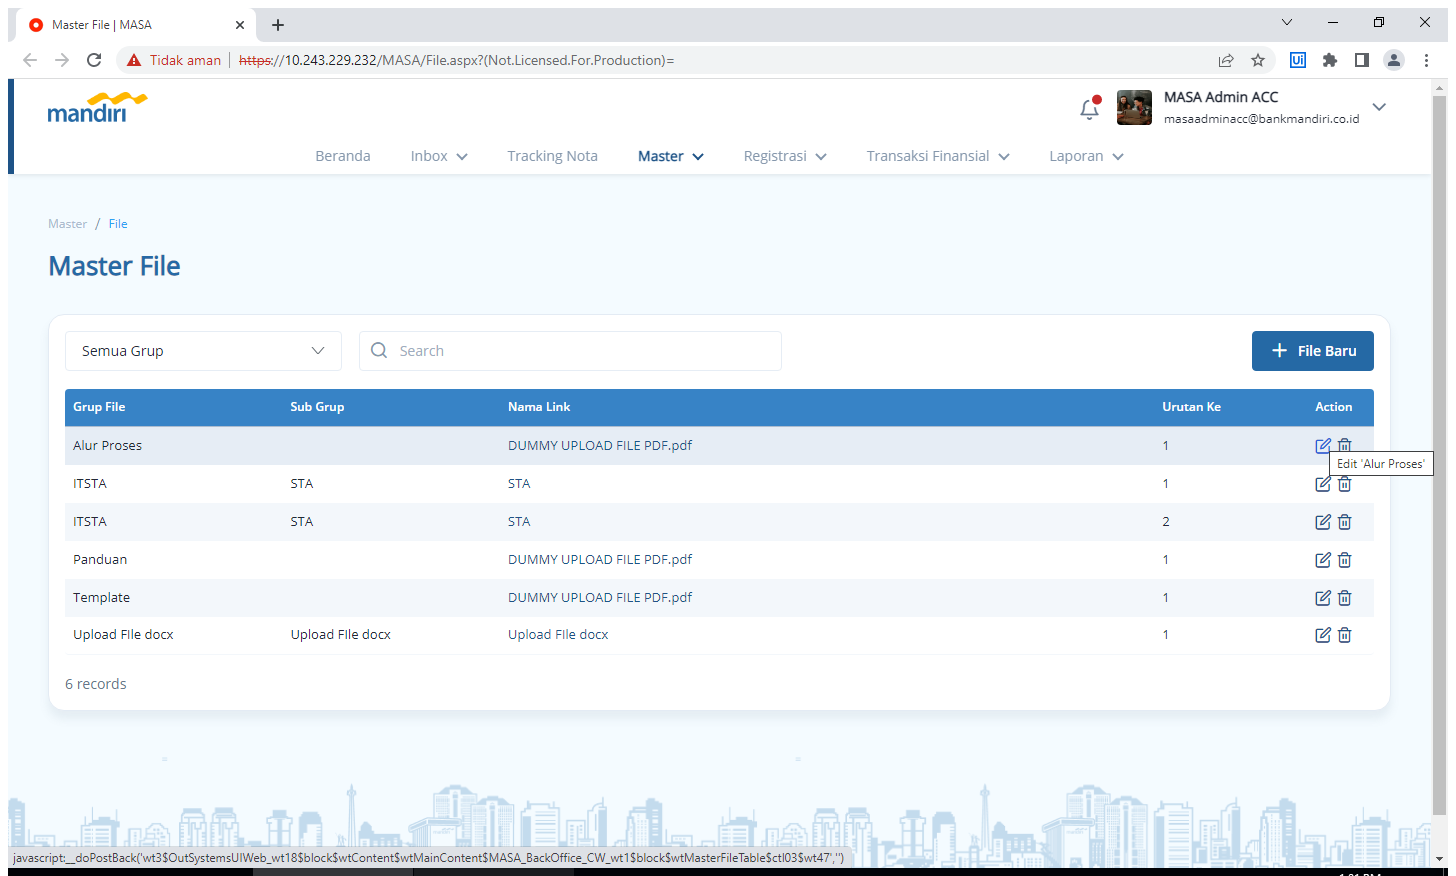 Master File | MASA
Tidak aman
https://10.243.229.232/MASA/File.aspx?(Not.Licensed.For.Production)=
Ui
mandiri
MASA Admin ACC
masaadminacc@bankmandiri.co.id
Beranda Inbox Tracking Nota Master Registrasi Transaksi Finansial Laporan
Master / File
Master File
Semua Grup
Search
+ File Baru
Grup File Sub Grup Nama Link Urutan Ke Action
Alur Proses DUMMY UPLOAD FILE PDF.pdf 1
Edit 'Alur Proses'
ITSTA STA STA 1
ITSTA STA STA 2
Panduan DUMMY UPLOAD FILE PDF.pdf 1
Template DUMMY UPLOAD FILE PDF.pdf 1
Upload FIle docx Upload FIle docx Upload FIle docx 1
6 records
javascript:__doPostBack('wt3$OutSystemsUIWeb_wt18$block$wtContent$wtMainContent$MASA_BackOffice_CW_wt1$block$wtMasterFileTable$ctl03$wt47','')